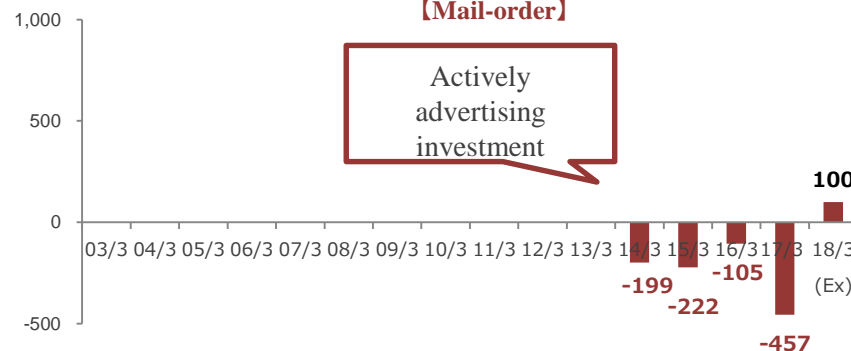 【Mail-order】
1,000
Actively
advertising
investment
500
100
0
03/3 04/3 05/3 06/3 07/3 08/3 09/3 10/3 11/3 12/3 13/3 14/3 15/3 16/3 17/3 18/3
(Ex)
-105
-199
-222
-500
-457